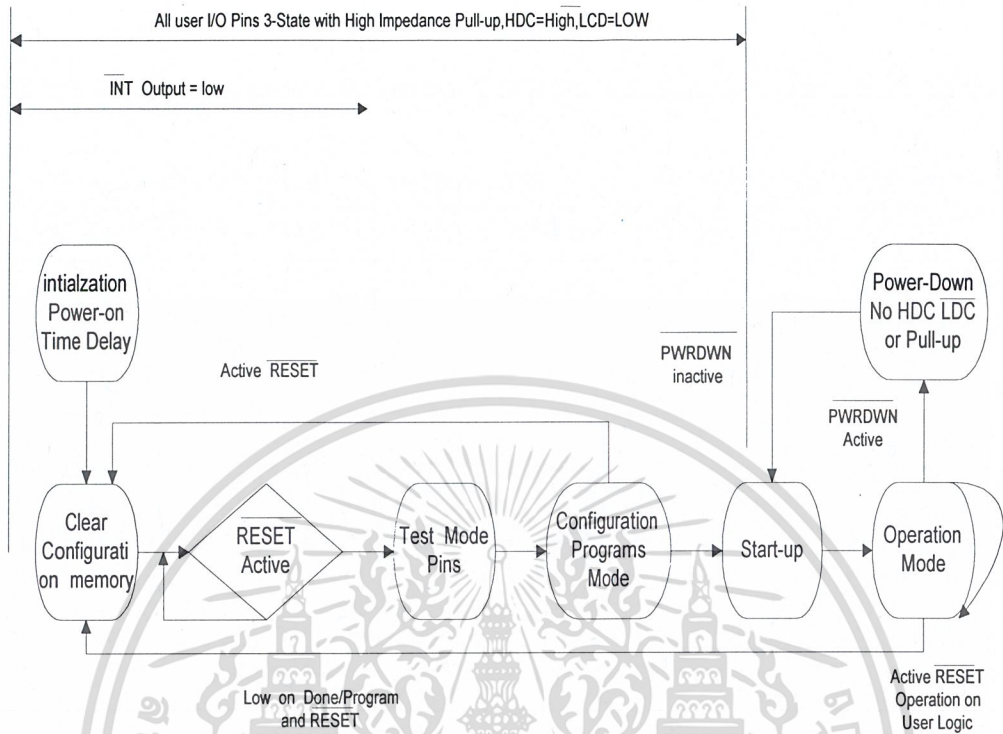 All user I/O Pins 3-State with High Impedance Pull-up,HDC=High,LCD=LOW
INT Output = low
intialzation
Power-on
Time Delay
Power-Down
No HDC LDC
or Pull-up
Active RESET
PWRDWN
inactive
PWRDWN
Active
Clear
Configurati
on memory
RESET
Active
Test Mode
Pins
Configuration
Programs
Mode
Start-up
Operation
Mode
Low on Done/Program
and RESET
Active RESET
Operation on
User Logic